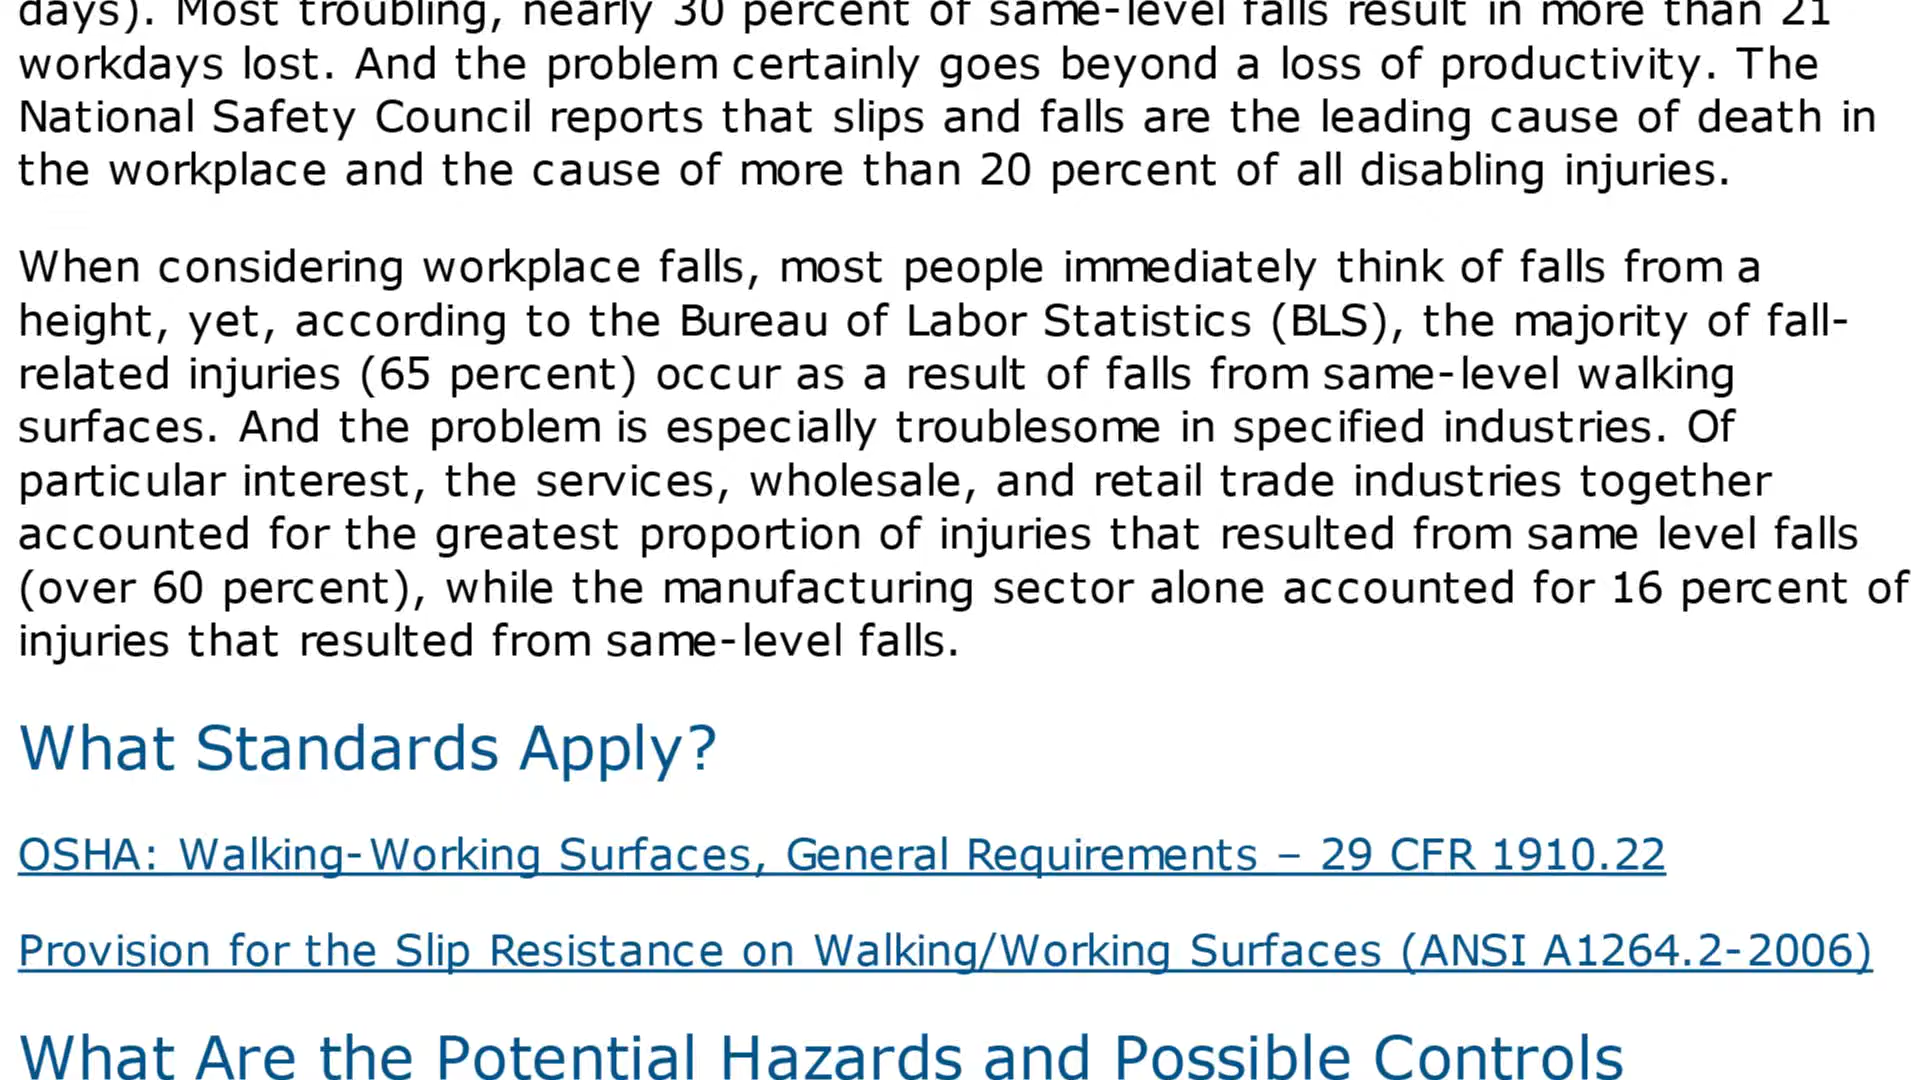 days). Most troubling, nearly 30 percent of same-level falls result in more than 21
workdays lost. And the problem certainly goes beyond a loss of productivity. The
National Safety Council reports that slips and falls are the leading cause of death in
the workplace and the cause of more than 20 percent of all disabling injuries.
When considering workplace falls, most people immediately think of falls from a
height, yet, according to the Bureau of Labor Statistics (BLS), the majority of fall-
related injuries (65 percent) occur as a result of falls from same-level walking
surfaces. And the problem is especially troublesome in specified industries. Of
particular interest, the services, wholesale, and retail trade industries together
accounted for the greatest proportion of injuries that resulted from same level falls
(over 60 percent), while the manufacturing sector alone accounted for 16 percent of
injuries that resulted from same-level falls.
What Standards Apply?
OSHA: Walking-Working Surfaces, General Requirements – 29 CFR 1910.22
Provision for the Slip Resistance on Walking/Working Surfaces (ANSI A1264.2-2006)
What Are the Potential Hazards and Possible Controls